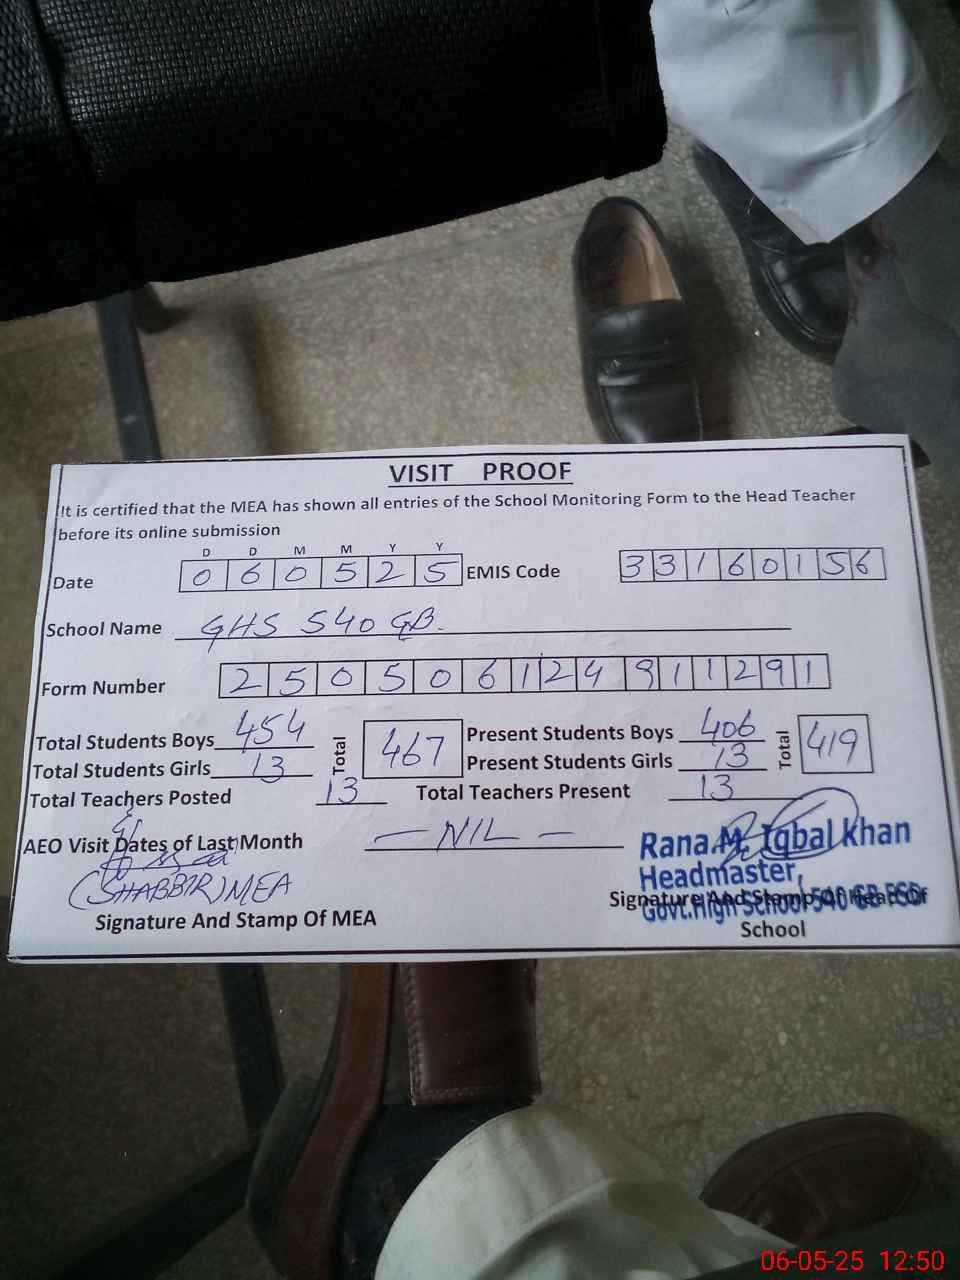 VISIT PROOF
It is certified that the MEA has shown all entries of the School Monitoring Form to the Head Teacher
before its online submission
D D M M Y Y
Date 0 6 0 5 2 5 EMIS Code 3 3 1 6 0 1 5 6
School Name GHS 540 GB.
Form Number 2 5 0 5 0 6 1 2 4 9 1 1 2 9 1
Total Students Boys 454 Total 467 Present Students Boys 406 Total 419
Total Students Girls 13 Present Students Girls 13
Total Teachers Posted 13 Total Teachers Present 13
AEO Visit Dates of Last Month — NIL —
Rana M. Iqbal Khan
Headmaster,
Govt. High School 540 GB FSD
(SHABBIR) MEA
Signature And Stamp Of MEA
Signature And Stamp Of Head Of
School
06-05-25 12:50